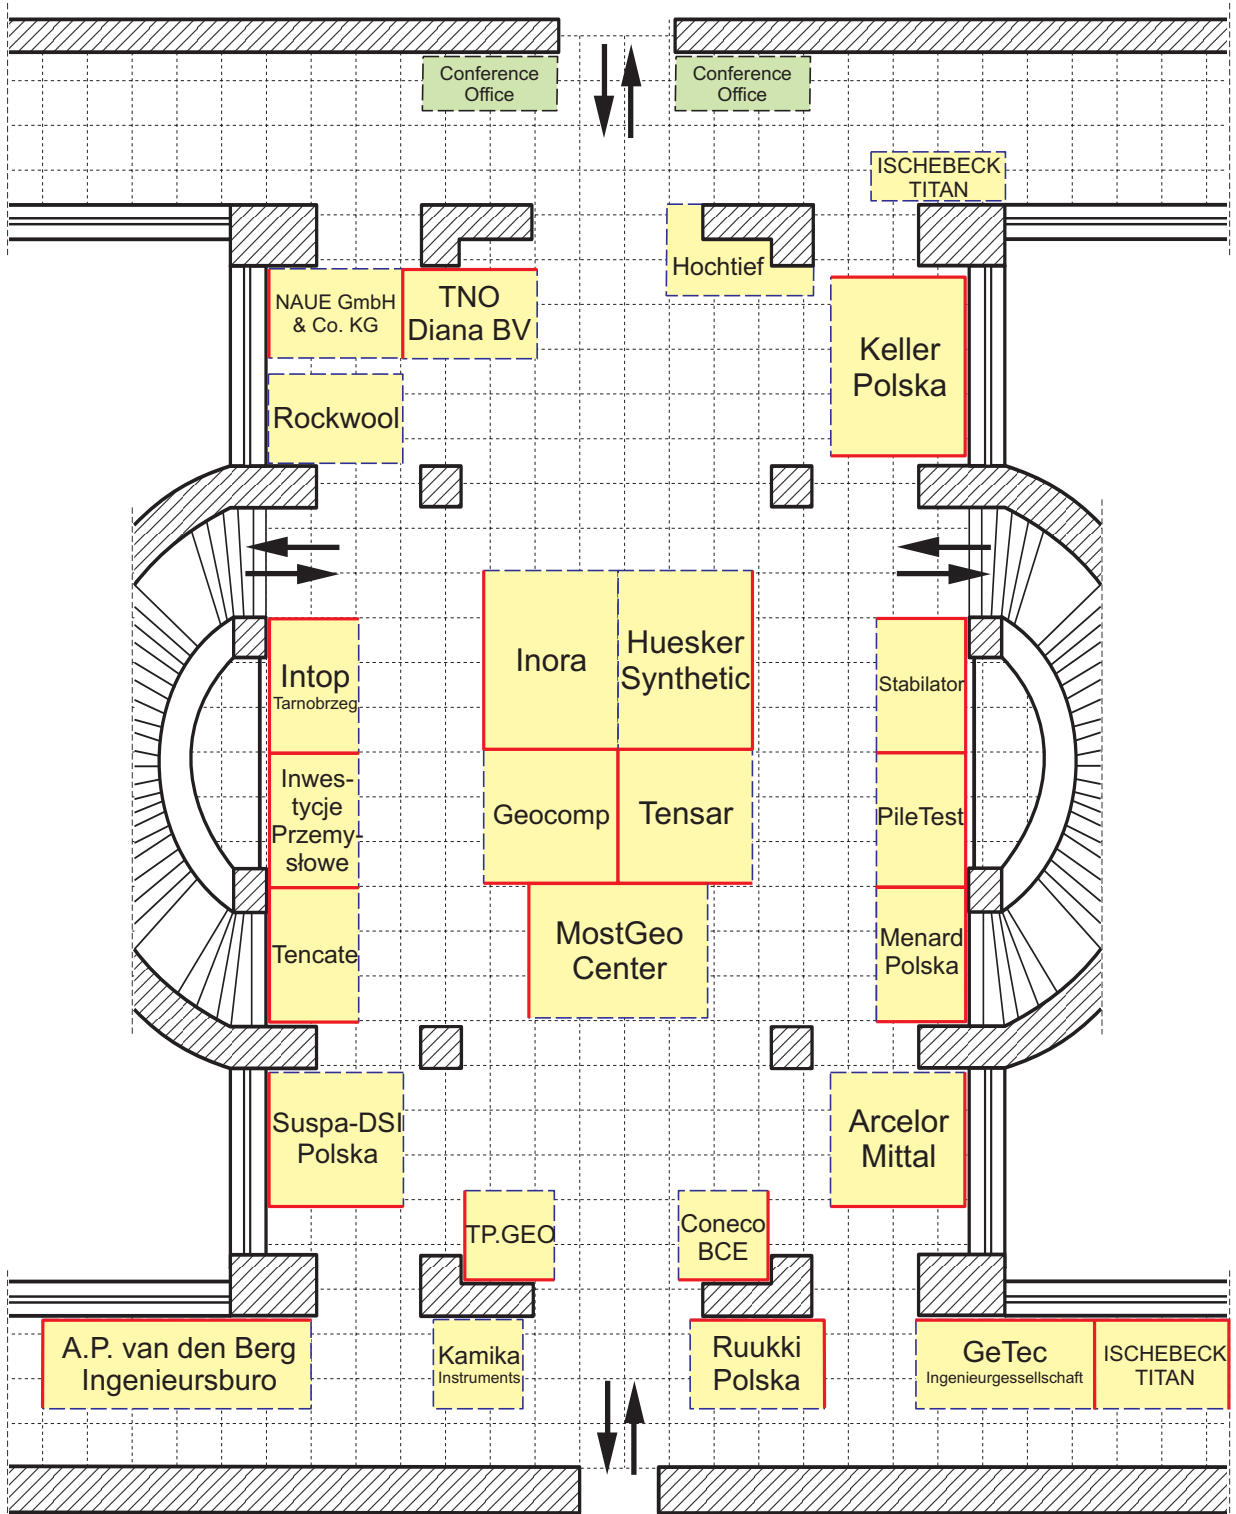 Conference
Office
Conference
Office
ISCHEBECK
TITAN
Hochtief
NAUE GmbH
& Co. KG
TNO
Diana BV
Keller
Polska
Rockwool
Inora
Huesker
Synthetic
Intop
Tarnobrzeg
Stabilator
Inwes-
tycje
Przemy-
słowe
Geocomp
Tensar
PileTest
Tencate
MostGeo
Center
Menard
Polska
Suspa-DSI
Polska
Arcelor
Mittal
TP.GEO
Coneco
BCE
A.P. van den Berg
Ingenieursburo
Kamika
Instruments
Ruukki
Polska
GeTec
Ingenieurgessellschaft
ISCHEBECK
TITAN